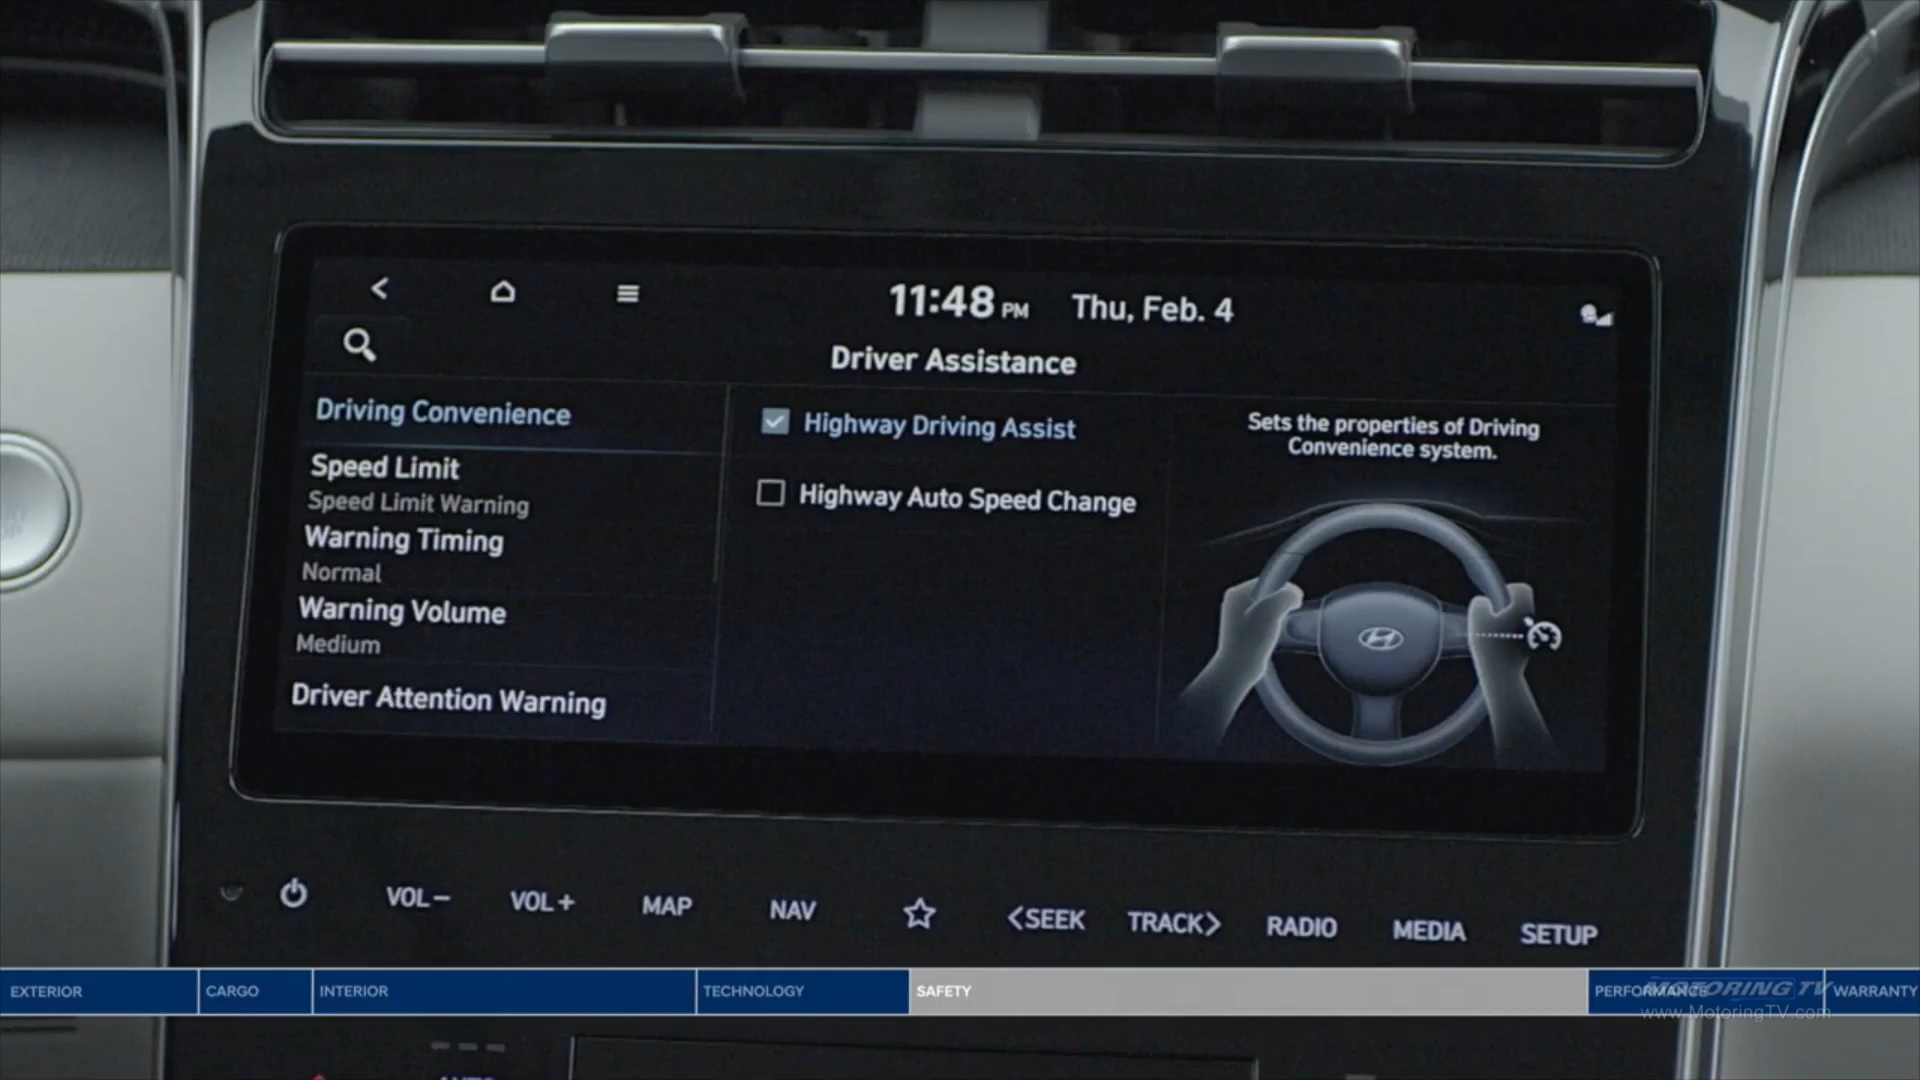 11:48 PM Thu, Feb. 4
Driver Assistance
Driving Convenience
Speed Limit
Speed Limit Warning
Warning Timing
Normal
Warning Volume
Medium
Driver Attention Warning
Highway Driving Assist
Highway Auto Speed Change
Sets the properties of Driving
Convenience system.
VOL− VOL+ MAP NAV <SEEK TRACK> RADIO MEDIA SETUP
EXTERIOR CARGO INTERIOR TECHNOLOGY SAFETY PERFORMANCE WARRANTY
MOTORING TV
www.MotoringTV.com